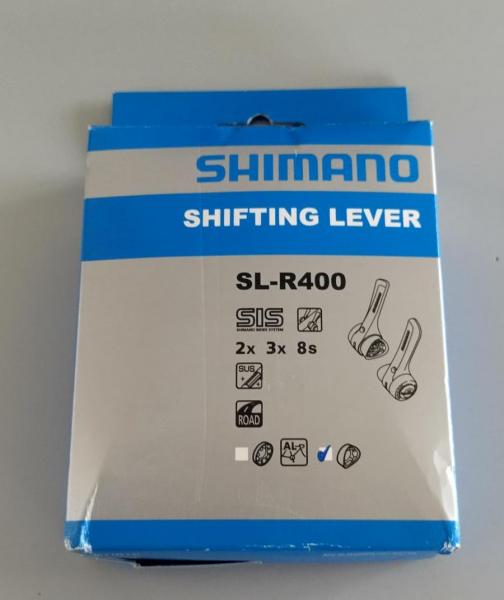 SHIMANO
SHIFTING LEVER
SL-R400
SIS
SHIMANO INDEX SYSTEM
2x 3x 8s
SUS
ROAD
AL